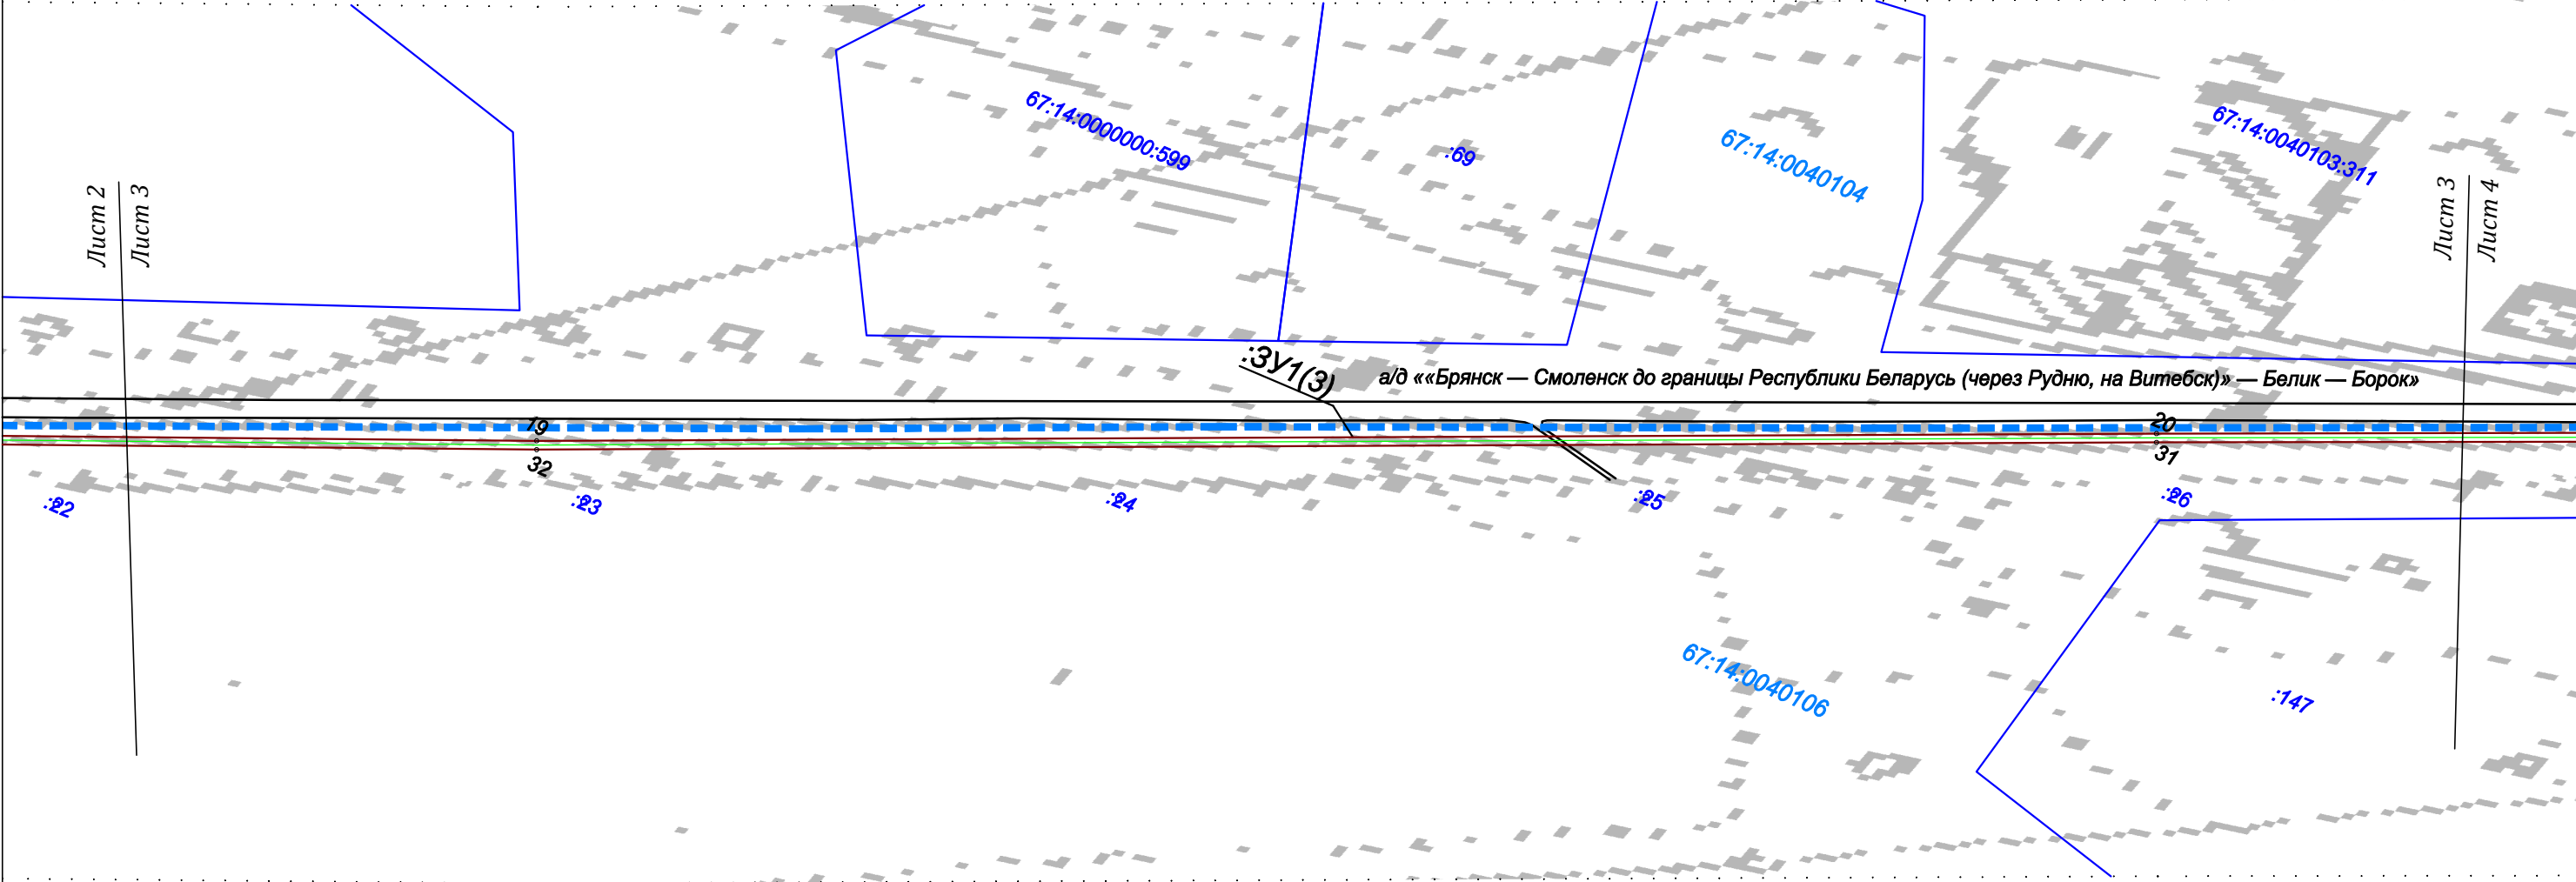 67:14:0000000:599
:69
67:14:0040104
67:14:0040103:311
Лист 2
Лист 3
Лист 3
Лист 4
:ЗУ1(3)
а/д ««Брянск — Смоленск до границы Республики Беларусь (через Рудню, на Витебск)» — Белик — Борок»
19
20
32
31
:22
:23
:24
:25
:26
67:14:0040106
:147